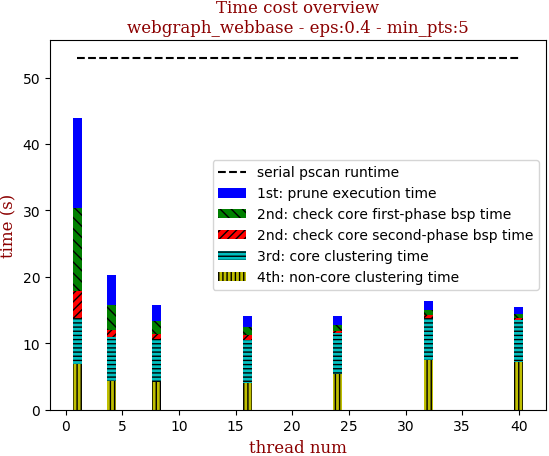 Time cost overview
webgraph_webbase - eps:0.4 - min_pts:5
time (s)
50
40
30
20
10
0
serial pscan runtime
1st: prune execution time
2nd: check core first-phase bsp time
2nd: check core second-phase bsp time
3rd: core clustering time
4th: non-core clustering time
0 5 10 15 20 25 30 35 40
thread num